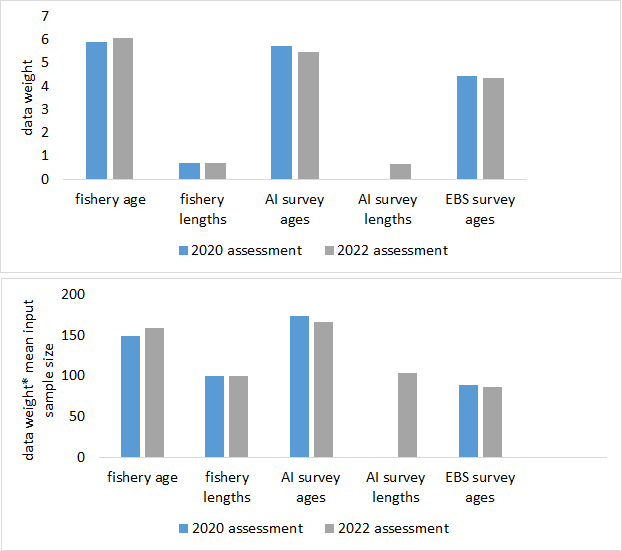 data weight
7
6
5
4
3
2
1
0
fishery age
fishery
lengths
AI survey
ages
AI survey
lengths
EBS survey
ages
2020 assessment
2022 assessment
data weight* mean input
sample size
200
150
100
50
0
fishery age
fishery
lengths
AI survey
ages
AI survey
lengths
EBS survey
ages
2020 assessment
2022 assessment